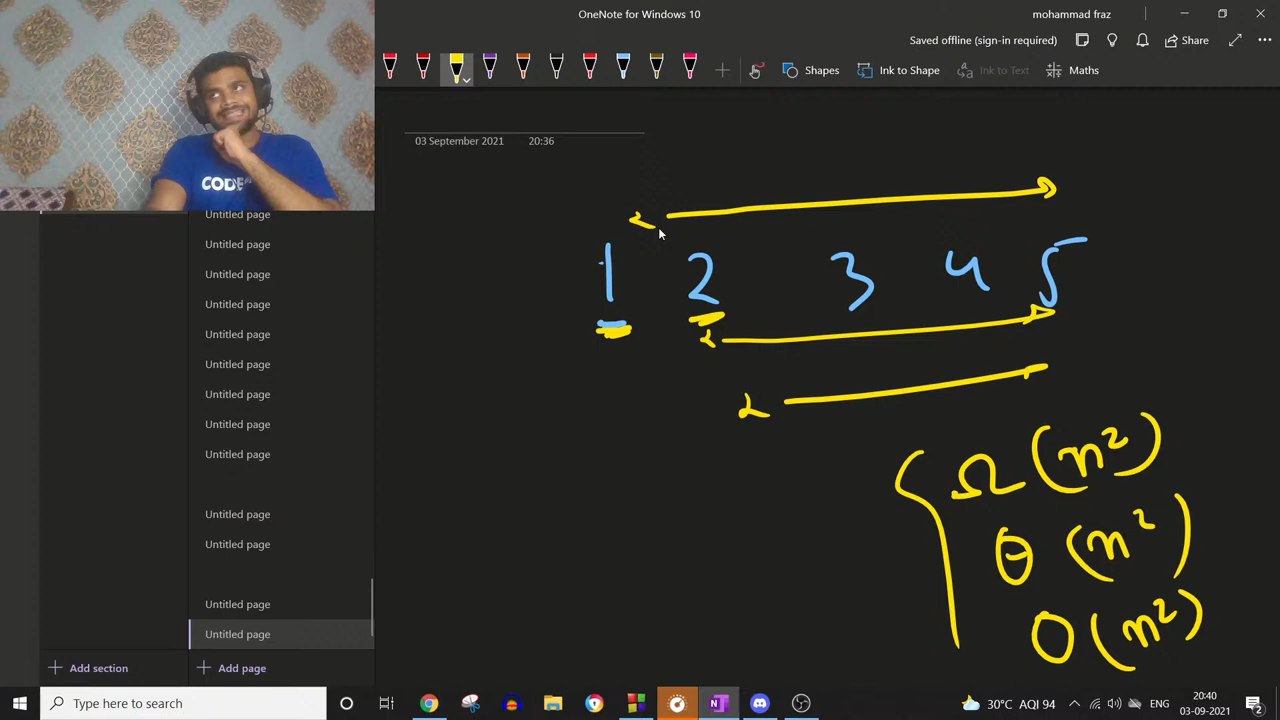 OneNote for Windows 10
mohammad fraz
Saved offline (sign-in required)
Share
Shapes
Ink to Shape
Ink to Text
Maths
CODE
03 September 2021 20:36
Untitled page
Untitled page
Untitled page
Untitled page
Untitled page
Untitled page
Untitled page
Untitled page
Untitled page
Untitled page
Untitled page
Untitled page
Untitled page
1 2 3 4 5
Ω (n²)
θ (n²)
O (n²)
Add section
Add page
Type here to search
30°C AQI 94
ENG
20:40
03-09-2021
2